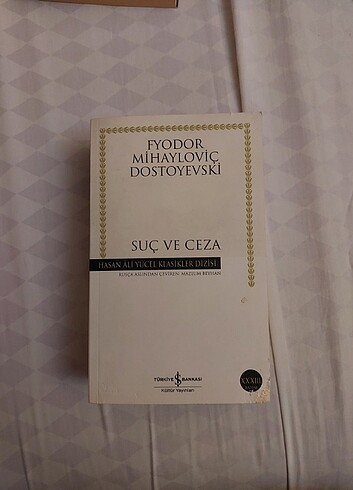 FYODOR
MİHAYLOVİÇ
DOSTOYEVSKİ
SUÇ VE CEZA
HASAN ÂLİ YÜCEL KLASİKLER DİZİSİ
RUSÇA ASLINDAN ÇEVİREN: MAZLUM BEYHAN
TÜRKİYE İŞ BANKASI
Kültür Yayınları
XXXIII